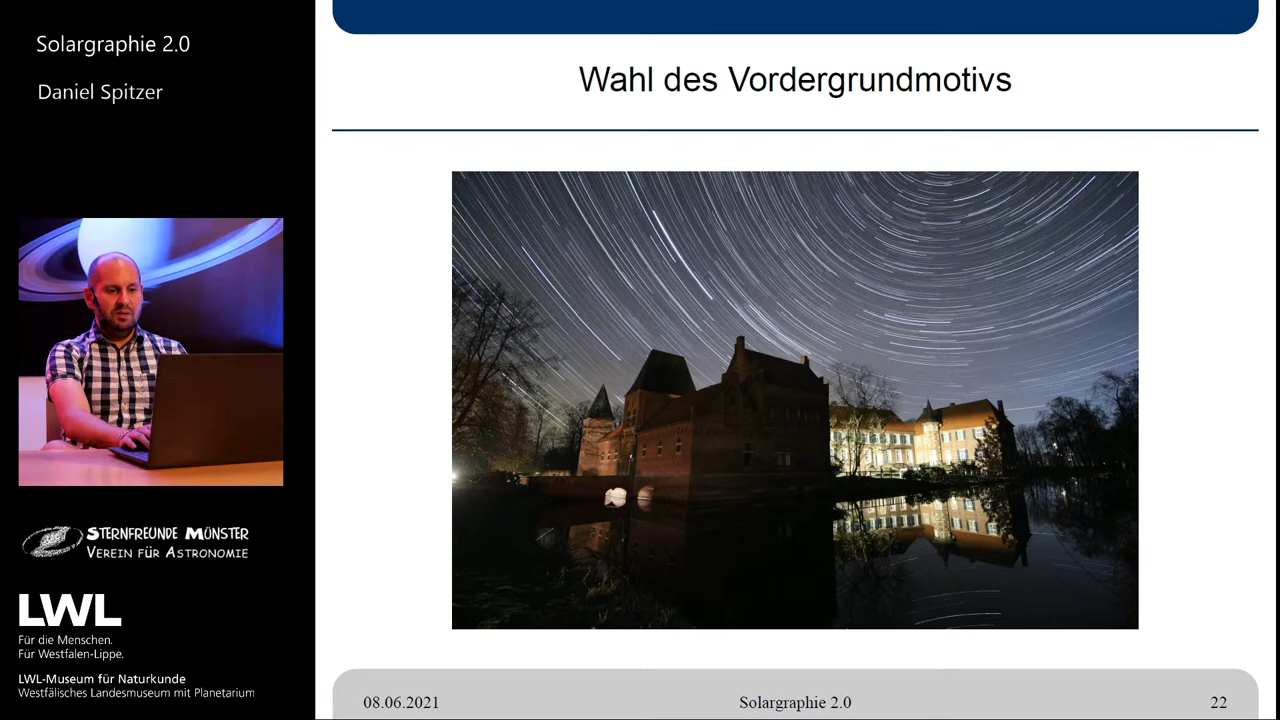 Solargraphie 2.0
Daniel Spitzer
STERNFREUNDE MÜNSTER
VEREIN FÜR ASTRONOMIE
LWL
Für die Menschen.
Für Westfalen-Lippe.
LWL-Museum für Naturkunde
Westfälisches Landesmuseum mit Planetarium
Wahl des Vordergrundmotivs
08.06.2021
Solargraphie 2.0
22